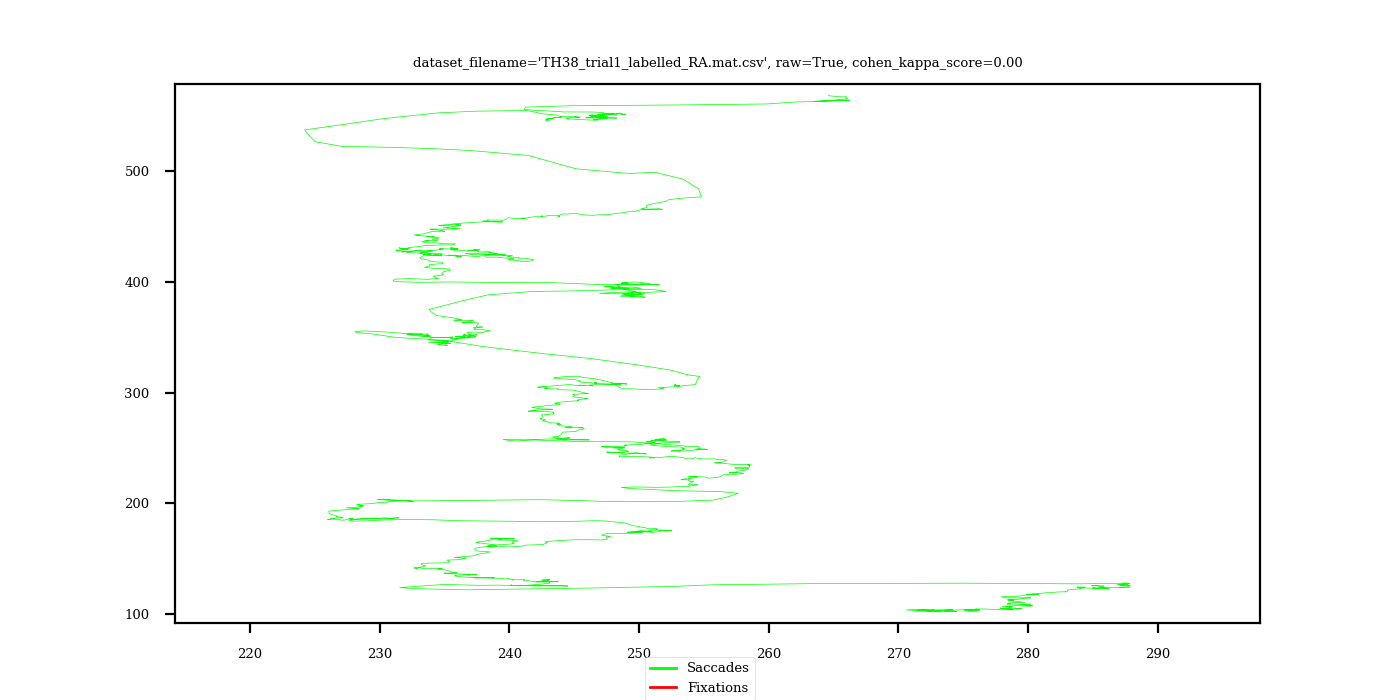 dataset_filename='TH38_trial1_labelled_RA.mat.csv', raw=True, cohen_kappa_score=0.00
500
400
300
200
100
220 230 240 250 260 270 280 290
Saccades
Fixations